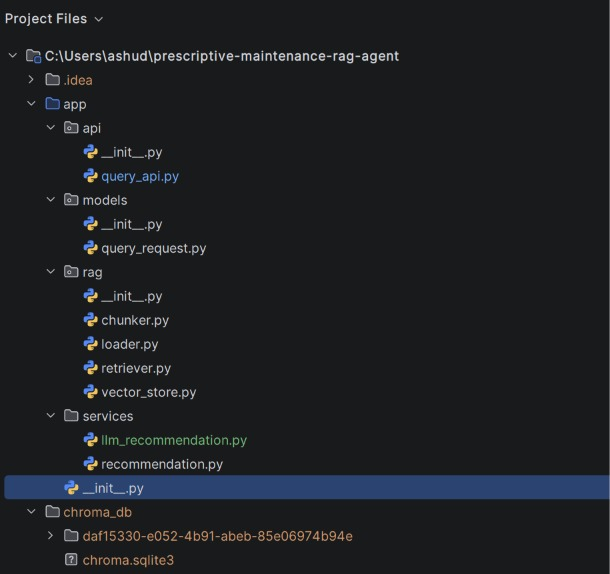 Project Files
C:\Users\ashud\prescriptive-maintenance-rag-agent
.idea
app
api
__init__.py
query_api.py
models
__init__.py
query_request.py
rag
__init__.py
chunker.py
loader.py
retriever.py
vector_store.py
services
llm_recommendation.py
recommendation.py
__init__.py
chroma_db
daf15330-e052-4b91-abeb-85e06974b94e
? chroma.sqlite3